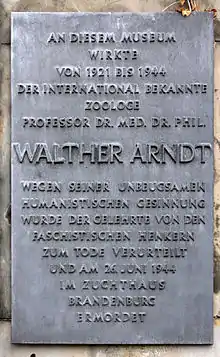 AN DIESEM MUSEUM
WIRKTE
VON 1921 BIS 1944
DER INTERNATIONAL BEKANNTE
ZOOLOGE
PROFESSOR DR. MED. DR. PHIL.
WALTHER ARNDT
WEGEN SEINER UNBEUGSAMEN
HUMANISTISCHEN GESINNUNG
WURDE DER GELEHRTE VON DEN
FASCHISTISCHEN HENKERN
ZUM TODE VERURTEILT
UND AM 26. JUNI 1944
IM ZUCHTHAUS
BRANDENBURG
ERMORDET